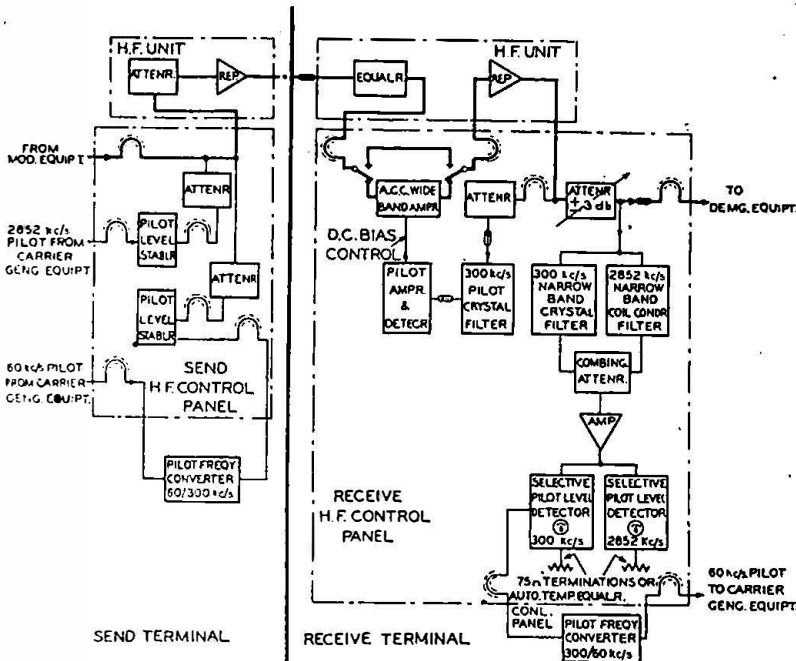 H.F. UNIT
ATTENR.
REP.
FROM
MOD. EQUIPT.
ATTENR
2852 kc/s
PILOT FROM
CARRIER
GENG EQUIPT.
PILOT
LEVEL
STABLR
ATTENR
PILOT
LEVEL
STABLR
60 kc/s PILOT
FROM CARRIER
GENG. EQUIPT.
SEND
H.F. CONTROL
PANEL
PILOT FREQY
CONVERTER
60/300 kc/s
SEND TERMINAL
H.F. UNIT
EQUALR.
REP.
A.G.C. WIDE
BAND AMPR.
ATTENR
ATTENR
± 3 db
TO
DEMG. EQUIPT.
D.C. BIAS
CONTROL
PILOT
AMPR.
&
DETECR
300 kc/s
PILOT
CRYSTAL
FILTER
300 kc/s
NARROW
BAND
CRYSTAL
FILTER
2852 kc/s
NARROW
BAND
COIL CONDR
FILTER
COMBING.
ATTENR.
AMP
SELECTIVE
PILOT LEVEL
DETECTOR
300 kc/s
SELECTIVE
PILOT LEVEL
DETECTOR
2852 Kc/s
RECEIVE
H.F. CONTROL
PANEL
75Ω TERMINATIONS OR
AUTO. TEMP. EQUALR.
CONL.
PANEL
60 kc/s PILOT
TO CARRIER
GENG. EQUIPT.
PILOT FREQY
CONVERTER
300/60 kc/s
RECEIVE TERMINAL